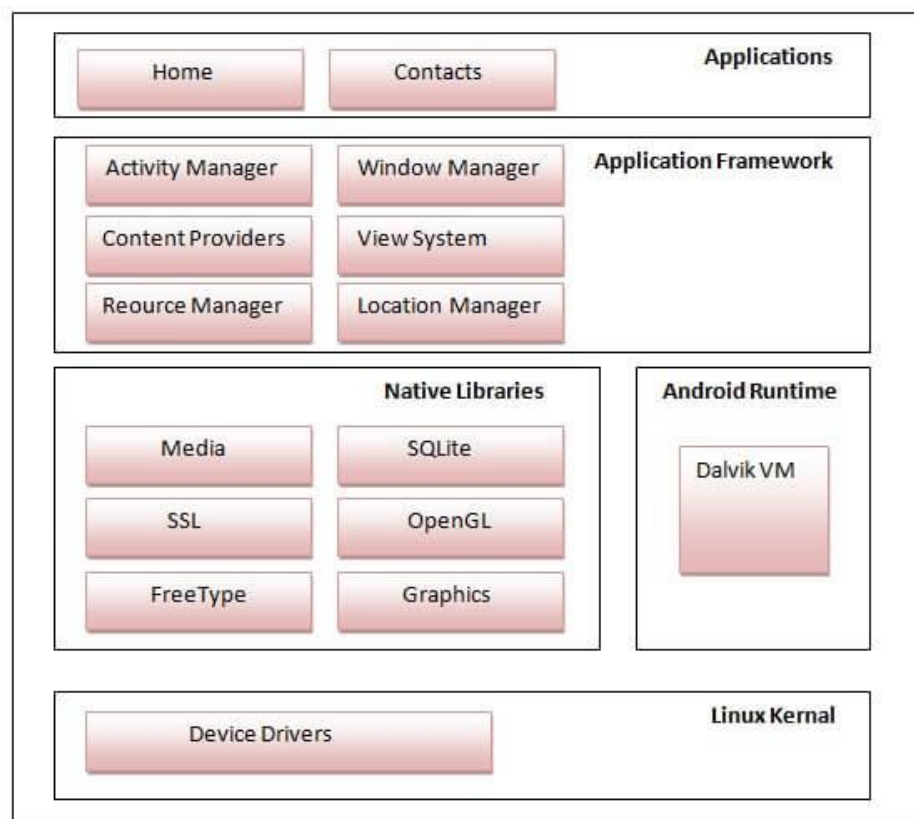 Applications
Home
Contacts
Application Framework
Activity Manager
Window Manager
Content Providers
View System
Reource Manager
Location Manager
Native Libraries
Media
SQLite
SSL
OpenGL
FreeType
Graphics
Android Runtime
Dalvik VM
Linux Kernal
Device Drivers